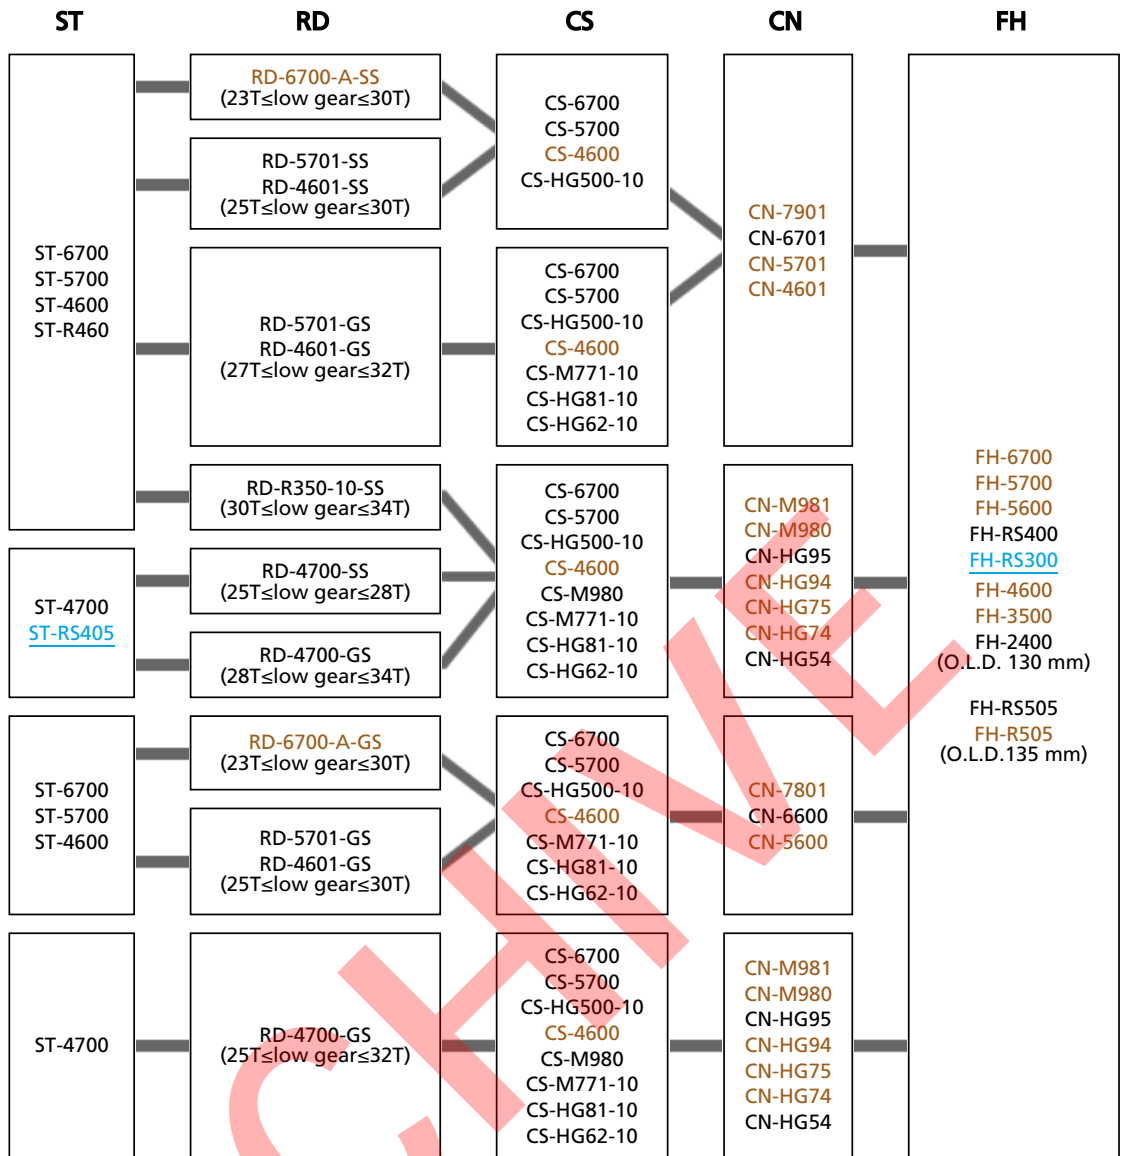 ST
RD
CS
CN
FH
ST-6700
ST-5700
ST-4600
ST-R460
RD-6700-A-SS
(23T≤low gear≤30T)
RD-5701-SS
RD-4601-SS
(25T≤low gear≤30T)
RD-5701-GS
RD-4601-GS
(27T≤low gear≤32T)
RD-R350-10-SS
(30T≤low gear≤34T)
CS-6700
CS-5700
CS-4600
CS-HG500-10
CS-6700
CS-5700
CS-HG500-10
CS-4600
CS-M771-10
CS-HG81-10
CS-HG62-10
CN-7901
CN-6701
CN-5701
CN-4601
ST-4700
ST-RS405
RD-4700-SS
(25T≤low gear≤28T)
RD-4700-GS
(28T≤low gear≤34T)
CS-6700
CS-5700
CS-HG500-10
CS-4600
CS-M980
CS-M771-10
CS-HG81-10
CS-HG62-10
CN-M981
CN-M980
CN-HG95
CN-HG94
CN-HG75
CN-HG74
CN-HG54
ST-6700
ST-5700
ST-4600
RD-6700-A-GS
(23T≤low gear≤30T)
RD-5701-GS
RD-4601-GS
(25T≤low gear≤30T)
CS-6700
CS-5700
CS-HG500-10
CS-4600
CS-M771-10
CS-HG81-10
CS-HG62-10
CN-7801
CN-6600
CN-5600
ST-4700
RD-4700-GS
(25T≤low gear≤32T)
CS-6700
CS-5700
CS-HG500-10
CS-4600
CS-M980
CS-M771-10
CS-HG81-10
CS-HG62-10
CN-M981
CN-M980
CN-HG95
CN-HG94
CN-HG75
CN-HG74
CN-HG54
FH-6700
FH-5700
FH-5600
FH-RS400
FH-RS300
FH-4600
FH-3500
FH-2400
(O.L.D. 130 mm)
FH-RS505
FH-R505
(O.L.D.135 mm)
CHIVE